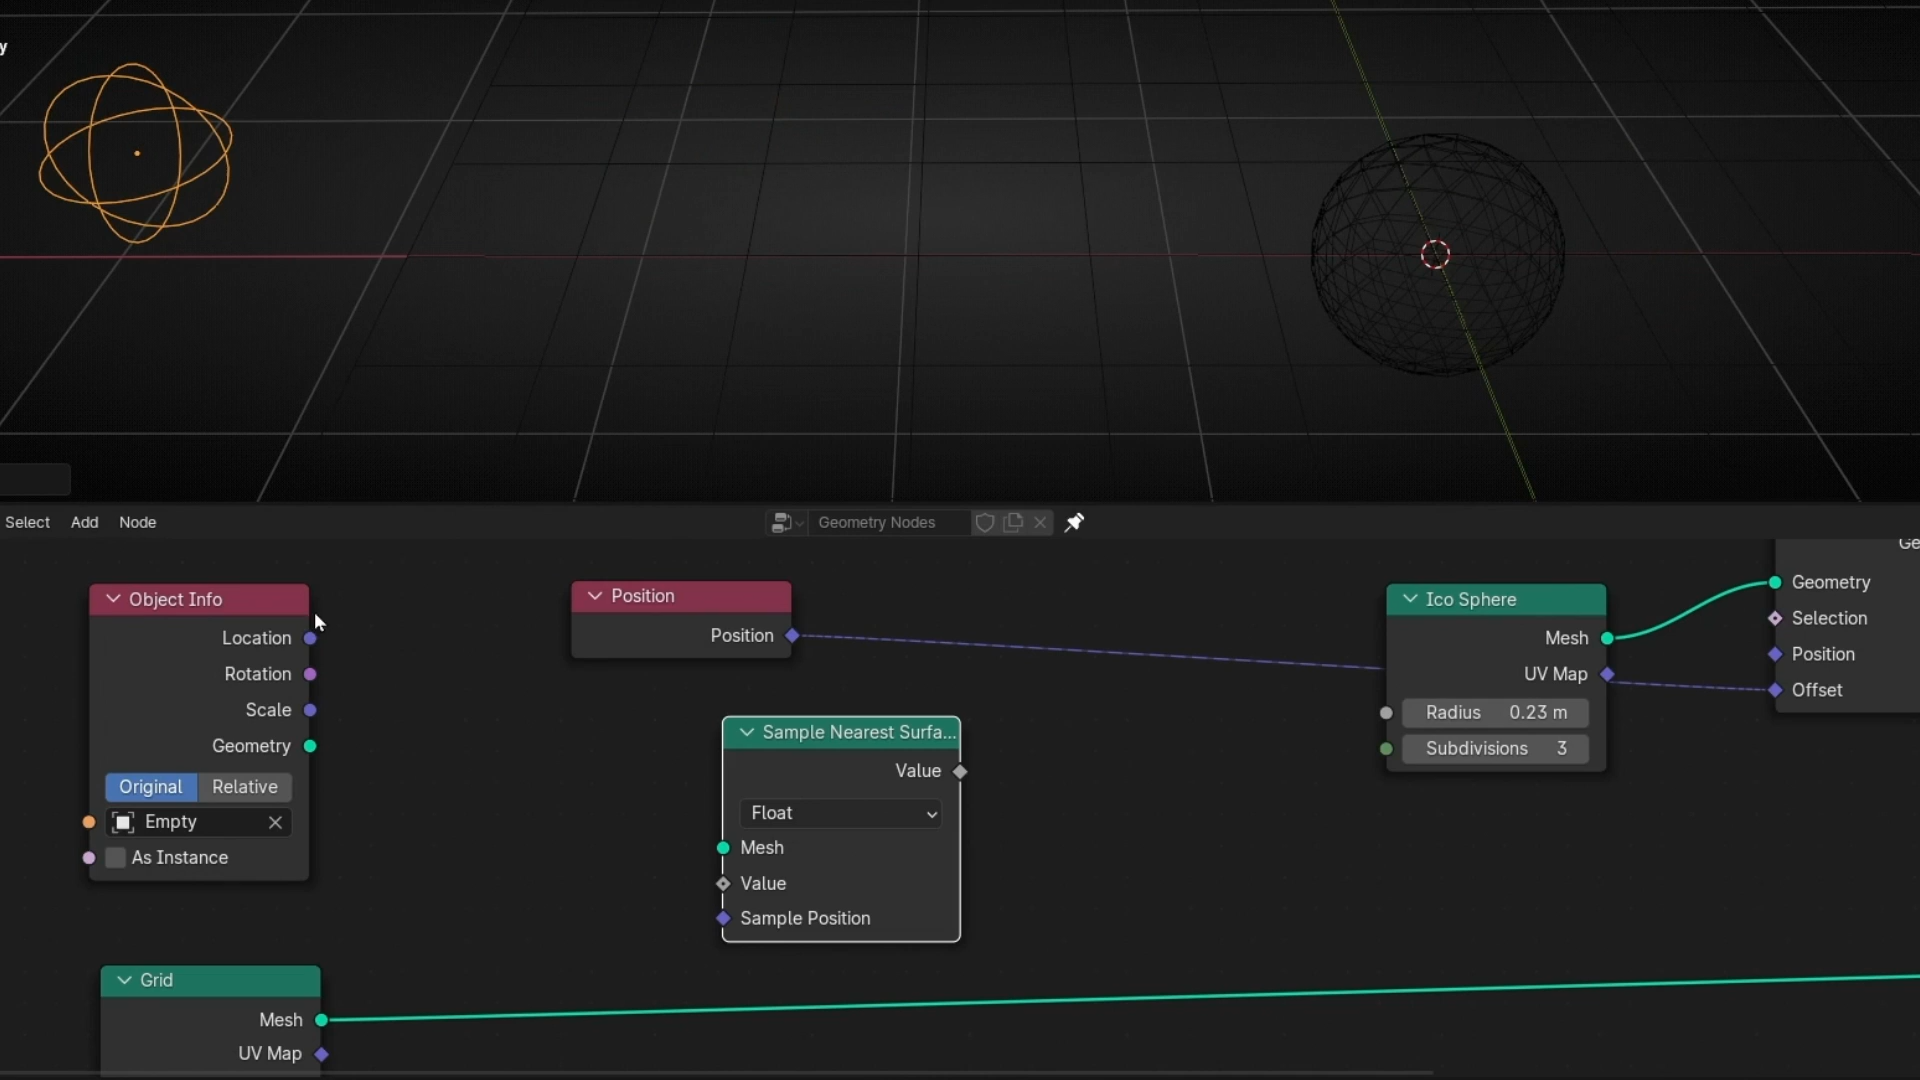 y
Select Add Node Geometry Nodes
Ge
Object Info
Location
Rotation
Scale
Geometry
Original Relative
Empty
As Instance
Position
Position
Sample Nearest Surfa...
Value
Float
Mesh
Value
Sample Position
Ico Sphere
Mesh
UV Map
Radius 0.23 m
Subdivisions 3
Geometry
Selection
Position
Offset
Grid
Mesh
UV Map